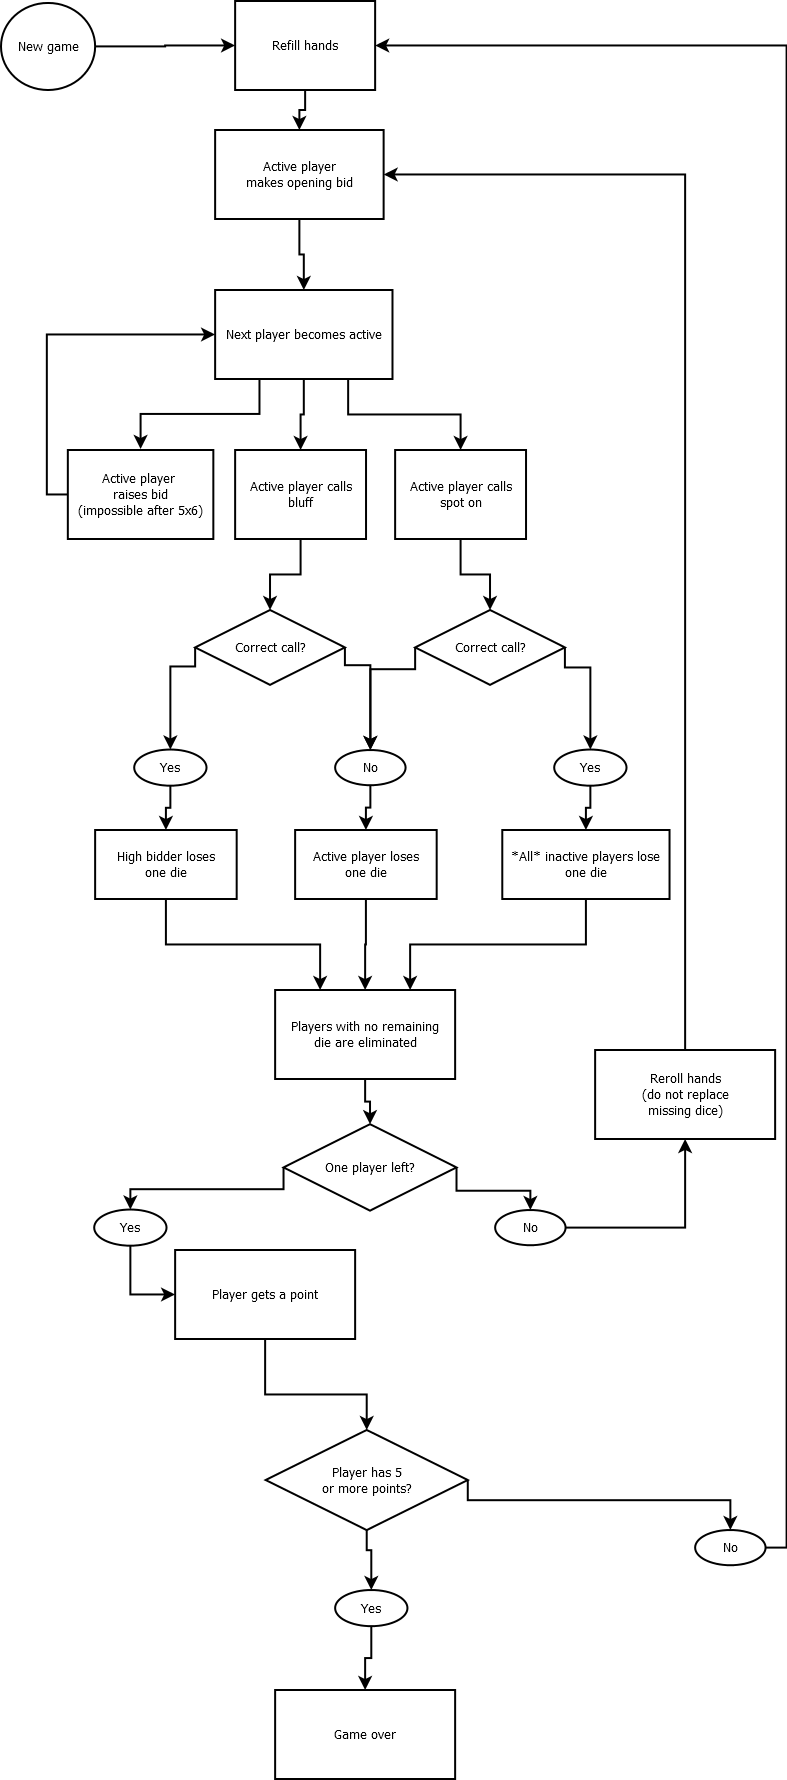 New game
Refill hands
Active player
makes opening bid
Next player becomes active
Active player
raises bid
(impossible after 5x6)
Active player calls
bluff
Active player calls
spot on
Correct call?
Correct call?
Yes
No
Yes
High bidder loses
one die
Active player loses
one die
*All* inactive players lose
one die
Players with no remaining
die are eliminated
Reroll hands
(do not replace
missing dice)
One player left?
Yes
No
Player gets a point
Player has 5
or more points?
No
Yes
Game over